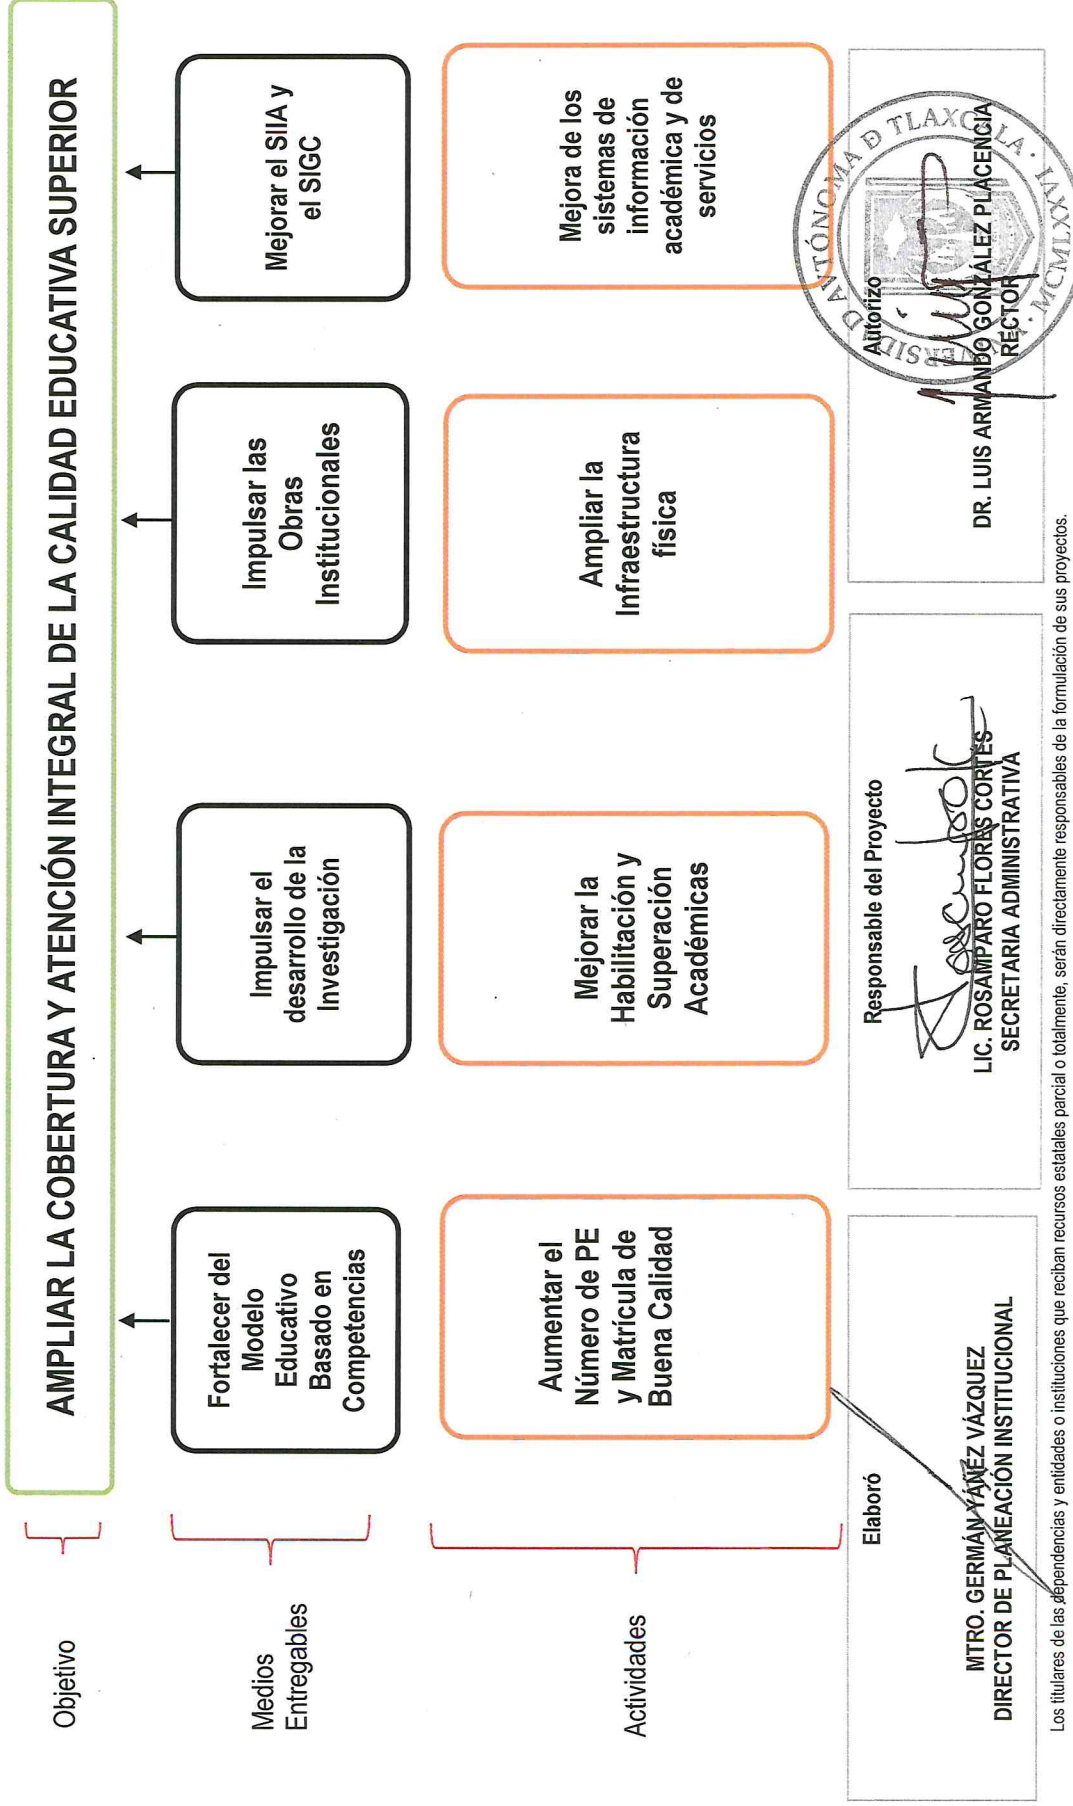 Objetivo
AMPLIAR LA COBERTURA Y ATENCIÓN INTEGRAL DE LA CALIDAD EDUCATIVA SUPERIOR
Medios
Entregables
Fortalecer del
Modelo
Educativo
Basado en
Competencias
Impulsar el
desarrollo de la
Investigación
Impulsar las
Obras
Institucionales
Mejorar el SIIA y
el SIGC
Actividades
Aumentar el
Número de PE
y Matrícula de
Buena Calidad
Mejorar la
Habilitación y
Superación
Académicas
Ampliar la
Infraestructura
física
Mejora de los
sistemas de
información
académica y de
servicios
Elaboró
MTRO. GERMÁN YÁÑEZ VÁZQUEZ
DIRECTOR DE PLANEACIÓN INSTITUCIONAL
Responsable del Proyecto
LIC. ROSAMPARO FLORES CORTÉS
SECRETARIA ADMINISTRATIVA
Autorizo
DR. LUIS ARMANDO GONZÁLEZ PLACENCIA
RECTOR
AUTÓNOMA D TLAXCALA · MCMLXXVI
Los titulares de las dependencias y entidades o instituciones que reciban recursos estatales parcial o totalmente, serán directamente responsables de la formulación de sus proyectos.